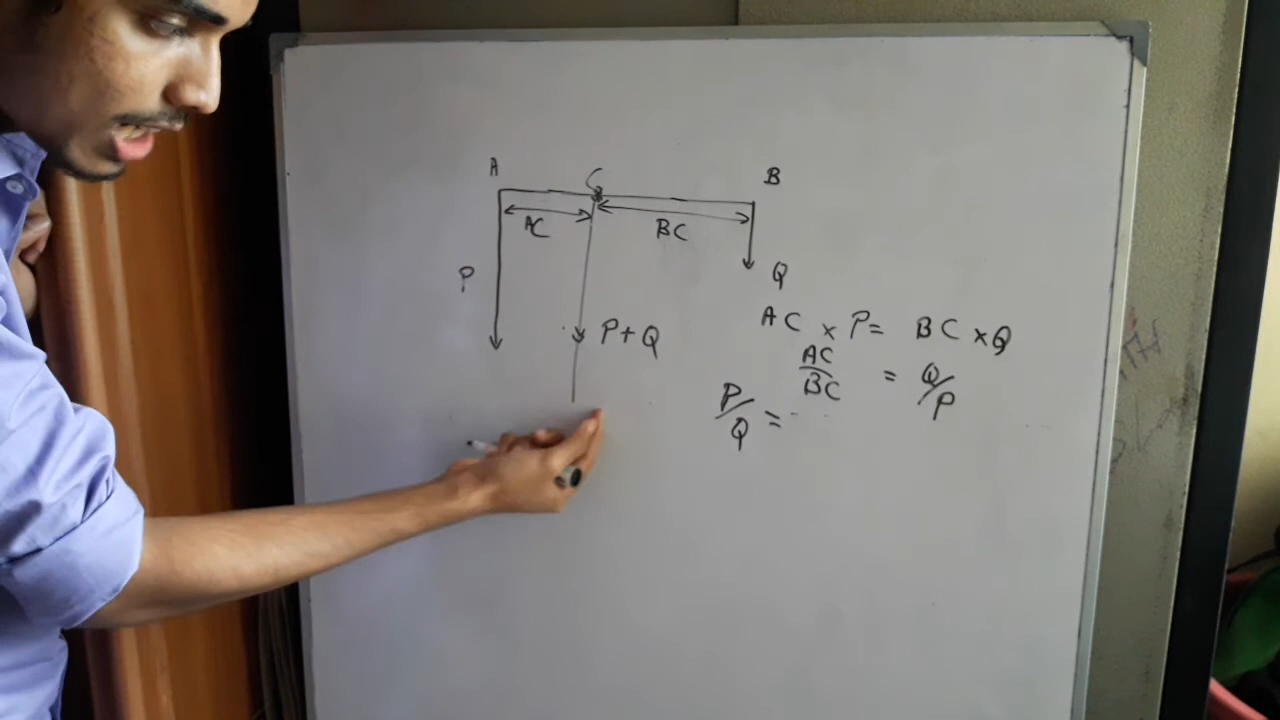 A C B
AC BC
P
Q
P+Q
AC × P = BC × Q
AC/BC = Q/P
P/Q =